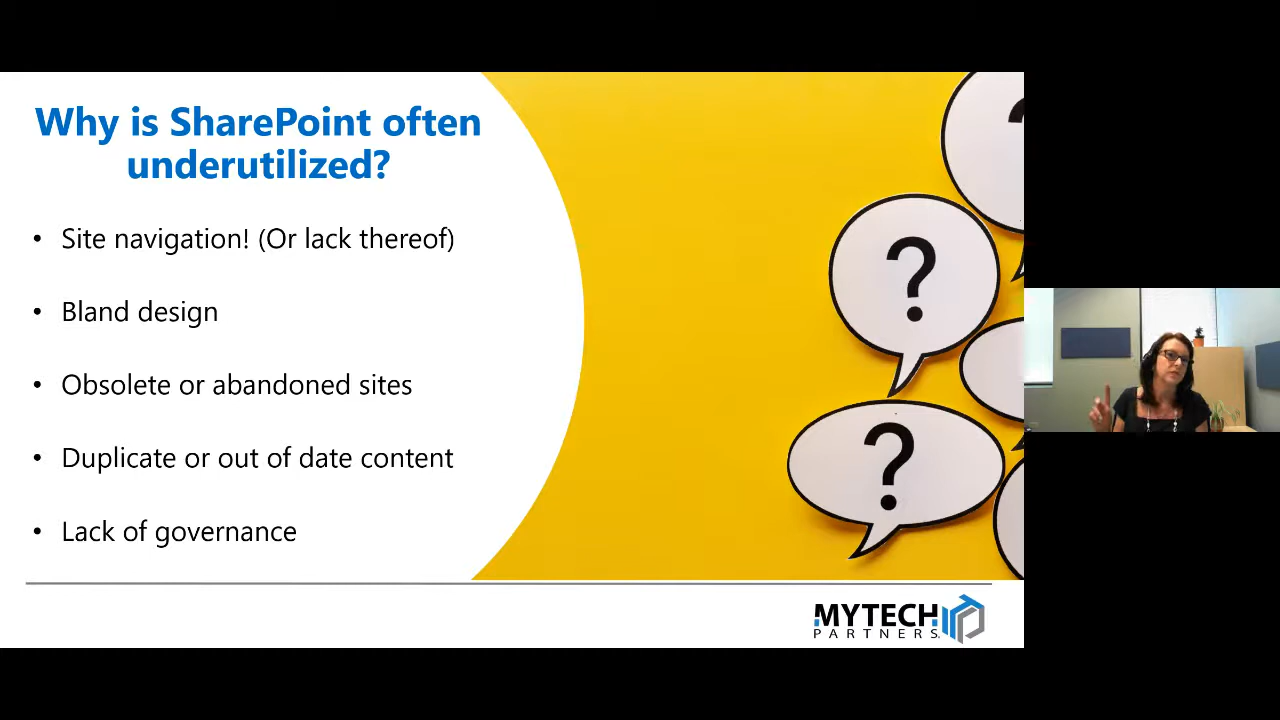 Why is SharePoint often
underutilized?
• Site navigation! (Or lack thereof)
• Bland design
• Obsolete or abandoned sites
• Duplicate or out of date content
• Lack of governance
?
?
?
MYTECH
PARTNERS